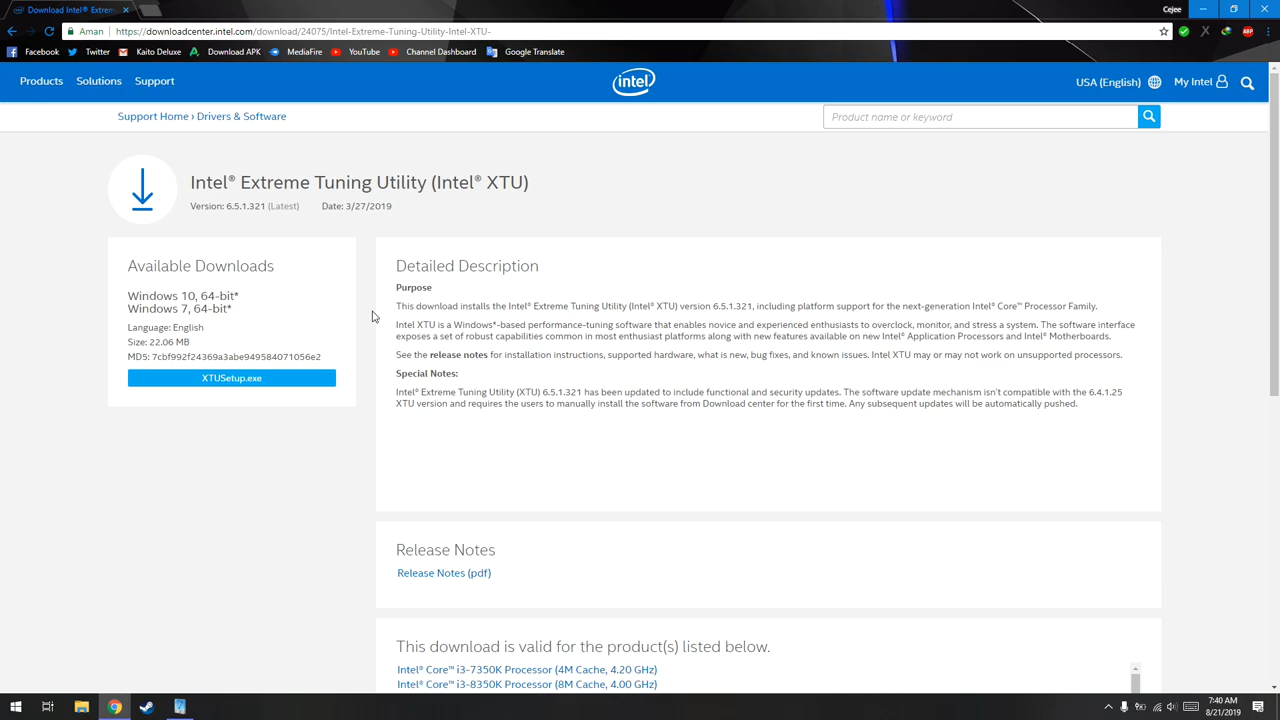 Download Intel® Extrem
Cejee
Aman
https://downloadcenter.intel.com/download/24075/Intel-Extreme-Tuning-Utility-Intel-XTU-
Facebook
Twitter
Kaito Deluxe
Download APK
MediaFire
YouTube
Channel Dashboard
Google Translate
Products
Solutions
Support
intel
USA (English)
My Intel
Support Home › Drivers & Software
Product name or keyword
Intel® Extreme Tuning Utility (Intel® XTU)
Version: 6.5.1.321 (Latest)
Date: 3/27/2019
Available Downloads
Windows 10, 64-bit*
Windows 7, 64-bit*
Language: English
Size: 22.06 MB
MD5: 7cbf992f24369a3abe949584071056e2
XTUSetup.exe
Detailed Description
Purpose
This download installs the Intel® Extreme Tuning Utility (Intel® XTU) version 6.5.1.321, including platform support for the next-generation Intel® Core™ Processor Family.
Intel XTU is a Windows*-based performance-tuning software that enables novice and experienced enthusiasts to overclock, monitor, and stress a system. The software interface
exposes a set of robust capabilities common in most enthusiast platforms along with new features available on new Intel® Application Processors and Intel® Motherboards.
See the release notes for installation instructions, supported hardware, what is new, bug fixes, and known issues. Intel XTU may or may not work on unsupported processors.
Special Notes:
Intel® Extreme Tuning Utility (XTU) 6.5.1.321 has been updated to include functional and security updates. The software update mechanism isn't compatible with the 6.4.1.25
XTU version and requires the users to manually install the software from Download center for the first time. Any subsequent updates will be automatically pushed.
Release Notes
Release Notes (pdf)
This download is valid for the product(s) listed below.
Intel® Core™ i3-7350K Processor (4M Cache, 4.20 GHz)
Intel® Core™ i3-8350K Processor (8M Cache, 4.00 GHz)
7:40 AM
8/21/2019